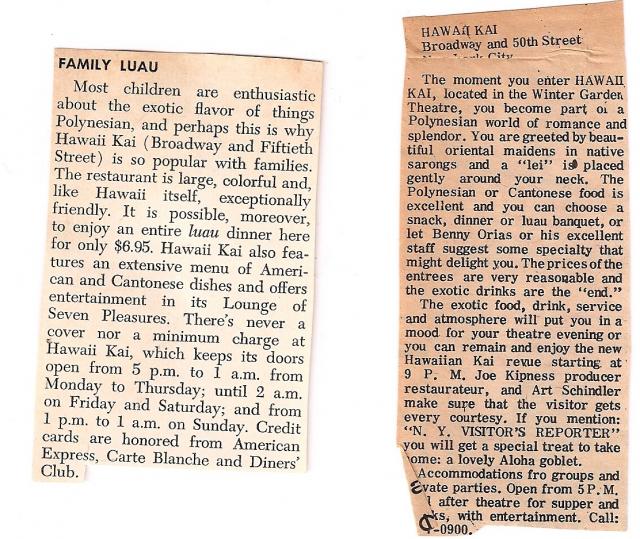 FAMILY LUAU
Most children are enthusiastic
about the exotic flavor of things
Polynesian, and perhaps this is why
Hawaii Kai (Broadway and Fiftieth
Street) is so popular with families.
The restaurant is large, colorful and,
like Hawaii itself, exceptionally
friendly. It is possible, moreover,
to enjoy an entire luau dinner here
for only $6.95. Hawaii Kai also fea-
tures an extensive menu of Ameri-
can and Cantonese dishes and offers
entertainment in its Lounge of
Seven Pleasures. There's never a
cover nor a minimum charge at
Hawaii Kai, which keeps its doors
open from 5 p.m. to 1 a.m. from
Monday to Thursday; until 2 a.m.
on Friday and Saturday; and from
1 p.m. to 1 a.m. on Sunday. Credit
cards are honored from American
Express, Carte Blanche and Diners'
Club.
HAWAII KAI
Broadway and 50th Street
New York City
The moment you enter HAWAII
KAI, located in the Winter Garden
Theatre, you become part of a
Polynesian world of romance and
splendor. You are greeted by beau-
tiful oriental maidens in native
sarongs and a "lei" is placed
gently around your neck. The
Polynesian or Cantonese food is
excellent and you can choose a
snack, dinner or luau banquet, or
let Benny Orias or his excellent
staff suggest some specialty that
might delight you. The prices of the
entrees are very reasonable and
the exotic drinks are the "end."
The exotic food, drink, service
and atmosphere will put you in a
mood for your theatre evening or
you can remain and enjoy the new
Hawaiian Kai revue starting at
9 P. M. Joe Kipness producer
restaurateur, and Art Schindler
make sure that the visitor gets
every courtesy. If you mention:
"N. Y. VISITOR'S REPORTER"
you will get a special treat to take
ome: a lovely Aloha goblet.
Accommodations fro groups and
vate parties. Open from 5 P. M.
after theatre for supper and
ks, with entertainment. Call:
-0900.